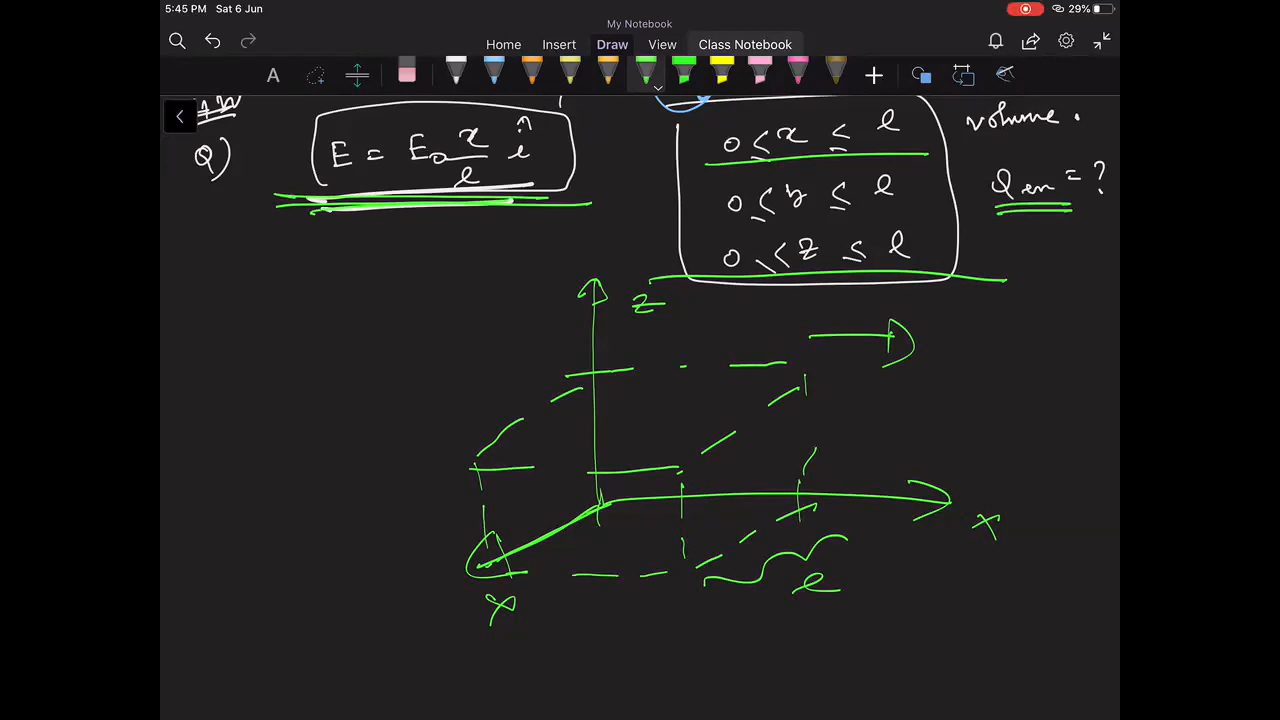 5:45 PM Sat 6 Jun
29%
My Notebook
Home Insert Draw View Class Notebook
A
Q) E = E₀ x/l î
0 ≤ x ≤ l
0 ≤ y ≤ l
0 ≤ z ≤ l
volume.
Q en = ?
z
x
l
y